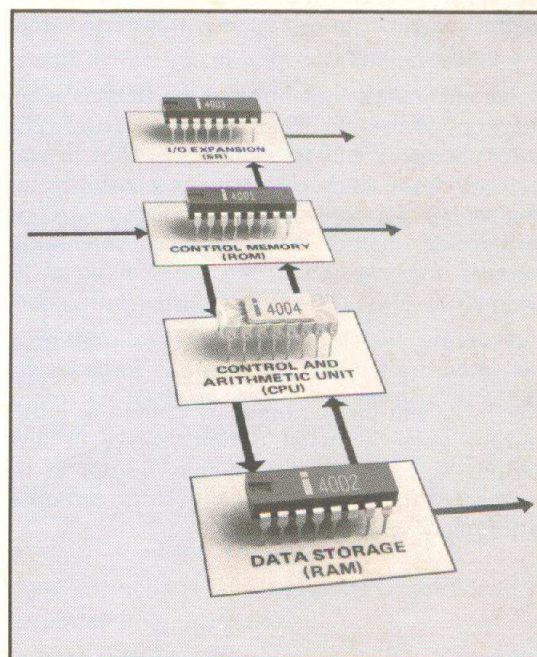 i 4003
I/O EXPANSION
(SR)
i 4001
CONTROL MEMORY
(ROM)
i 4004
CONTROL AND
ARITHMETIC UNIT
(CPU)
i 4002
DATA STORAGE
(RAM)